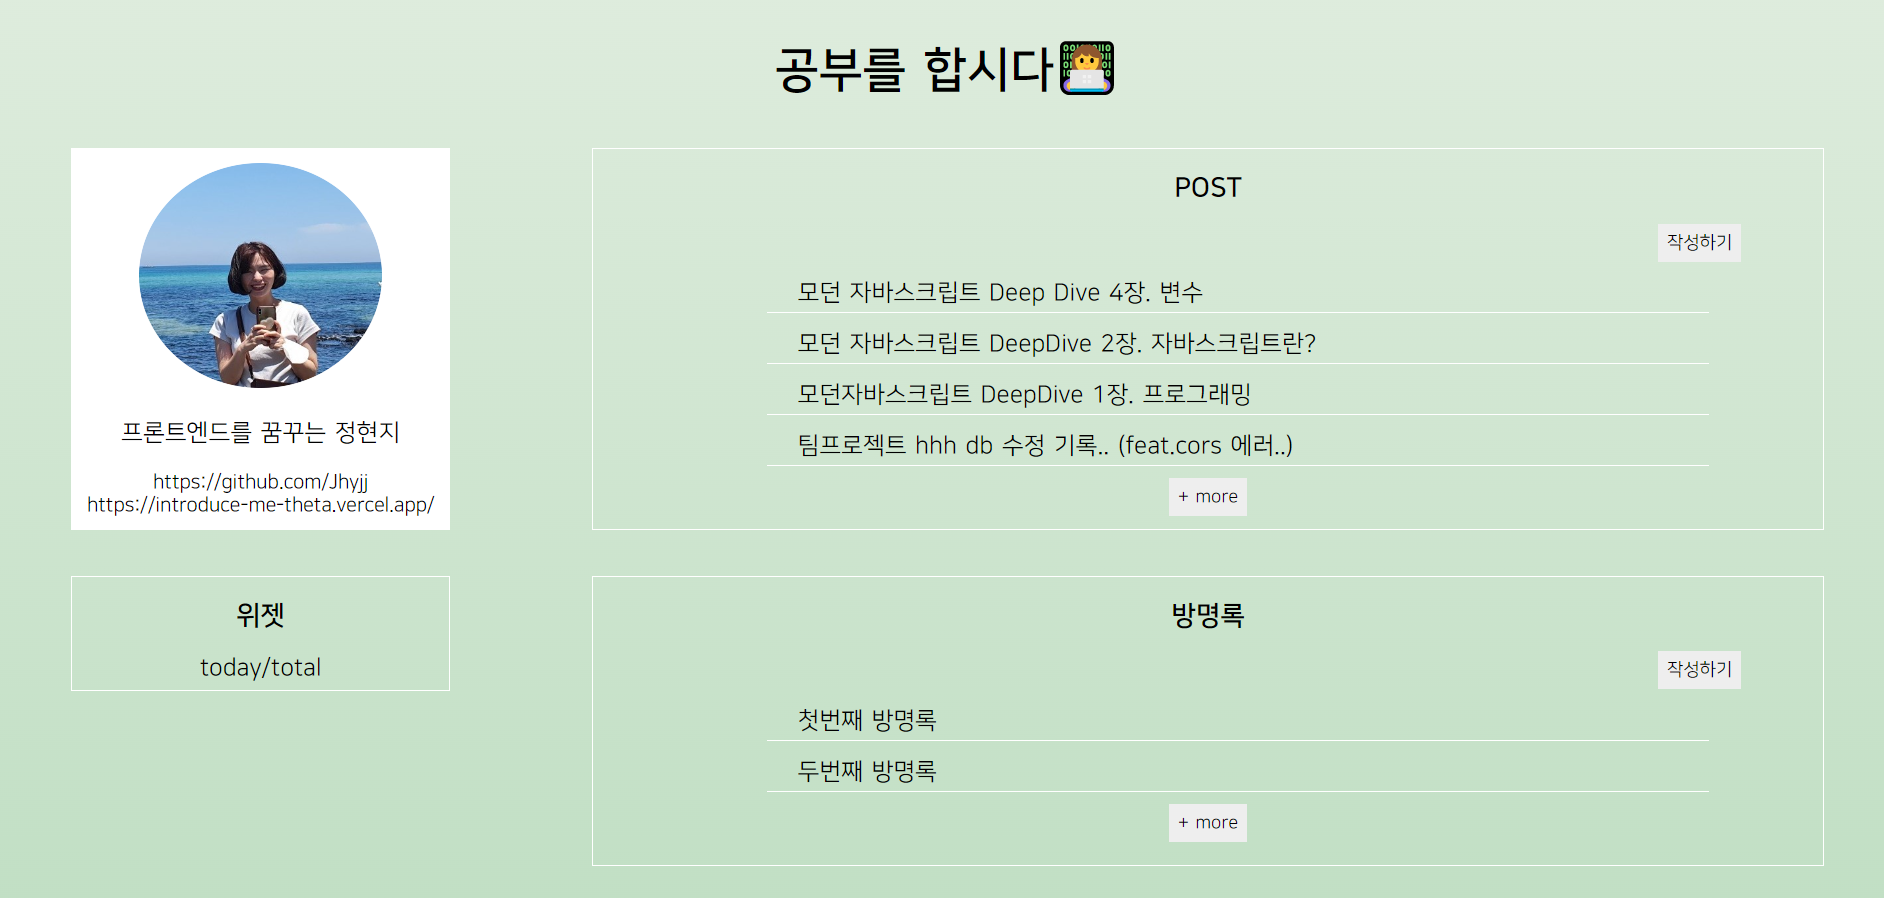 공부를 합시다
프론트엔드를 꿈꾸는 정현지
https://github.com/Jhyjj
https://introduce-me-theta.vercel.app/
위젯
today/total
POST
작성하기
모던 자바스크립트 Deep Dive 4장. 변수
모던 자바스크립트 DeepDive 2장. 자바스크립트란?
모던자바스크립트 DeepDive 1장. 프로그래밍
팀프로젝트 hhh db 수정 기록.. (feat.cors 에러..)
+ more
방명록
작성하기
첫번째 방명록
두번째 방명록
+ more